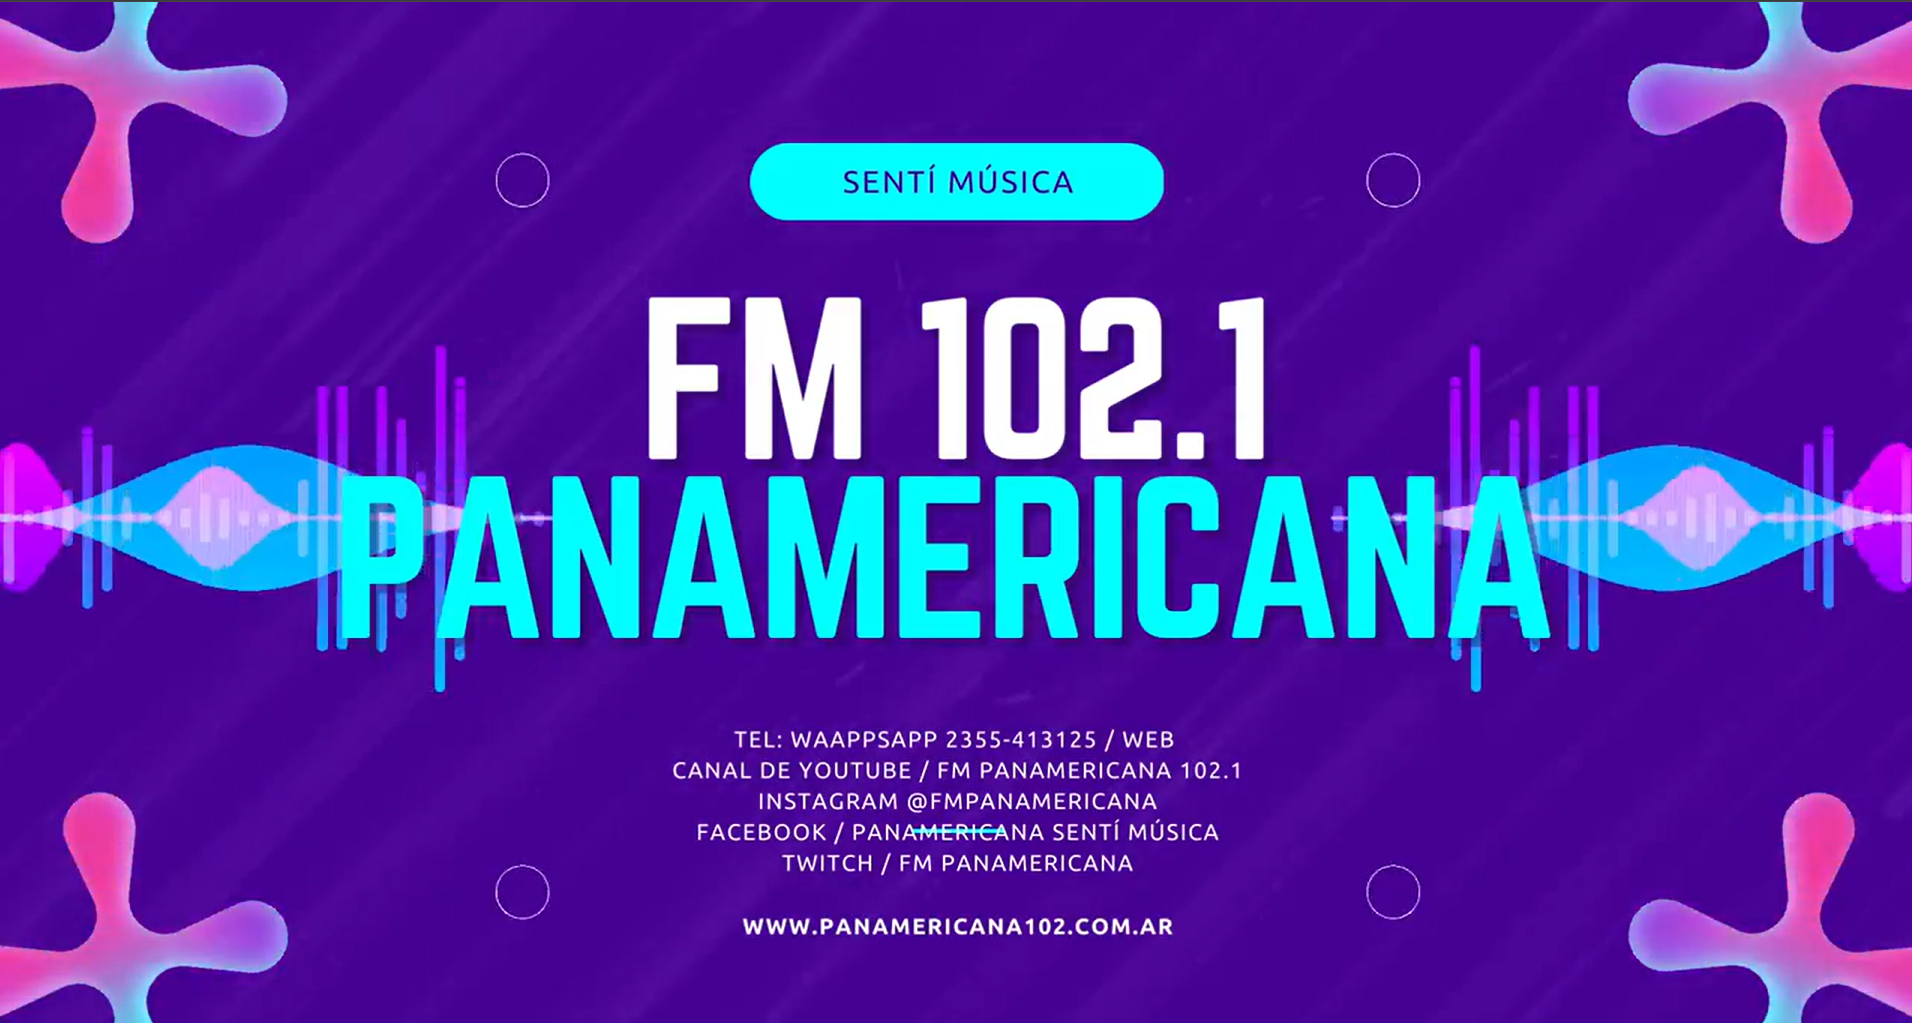 SENTÍ MÚSICA
FM 102.1
PANAMERICANA
TEL: WAAPPSAPP 2355-413125 / WEB
CANAL DE YOUTUBE / FM PANAMERICANA 102.1
INSTAGRAM @FMPANAMERICANA
FACEBOOK / PANAMERICANA SENTÍ MÚSICA
TWITCH / FM PANAMERICANA
WWW.PANAMERICANA102.COM.AR